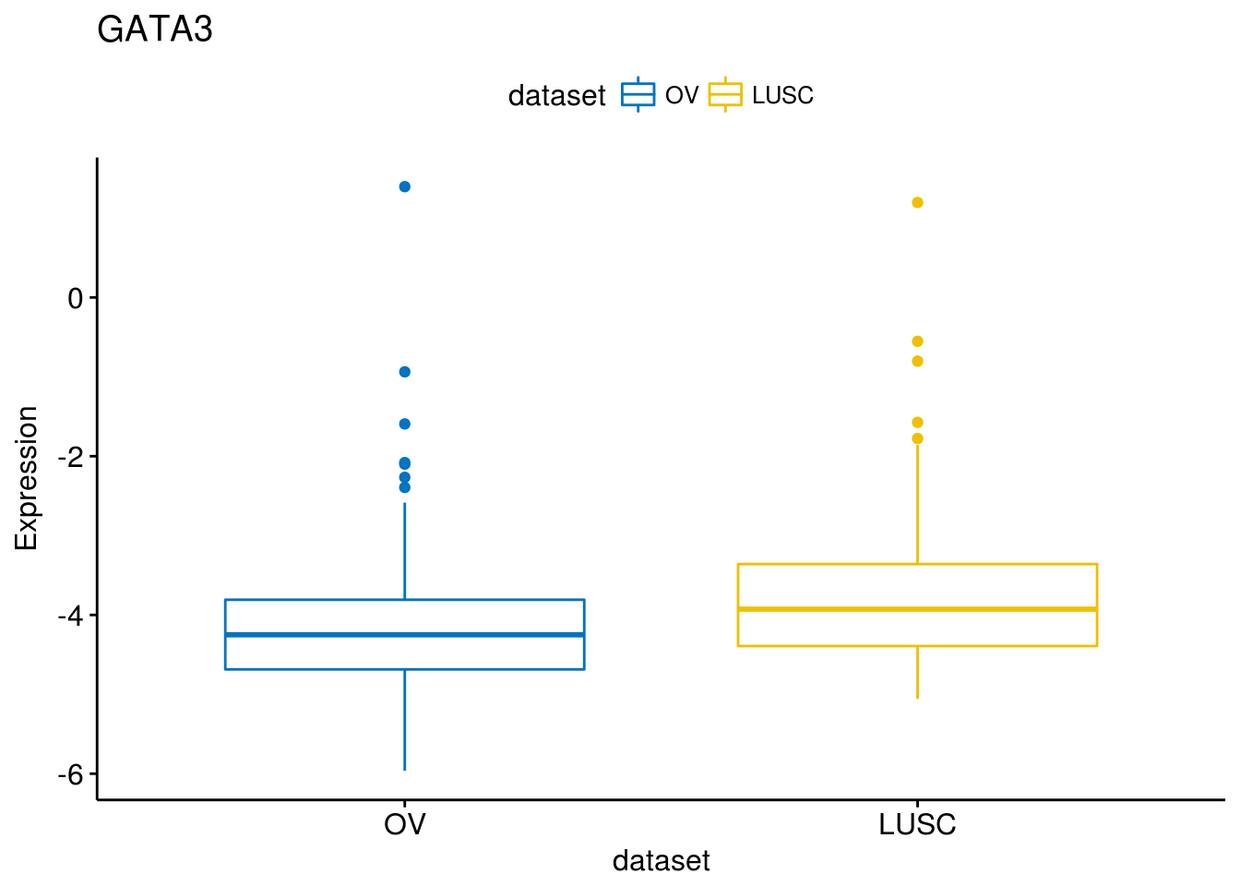 GATA3
dataset OV LUSC
0
-2
-4
-6
Expression
OV LUSC
dataset